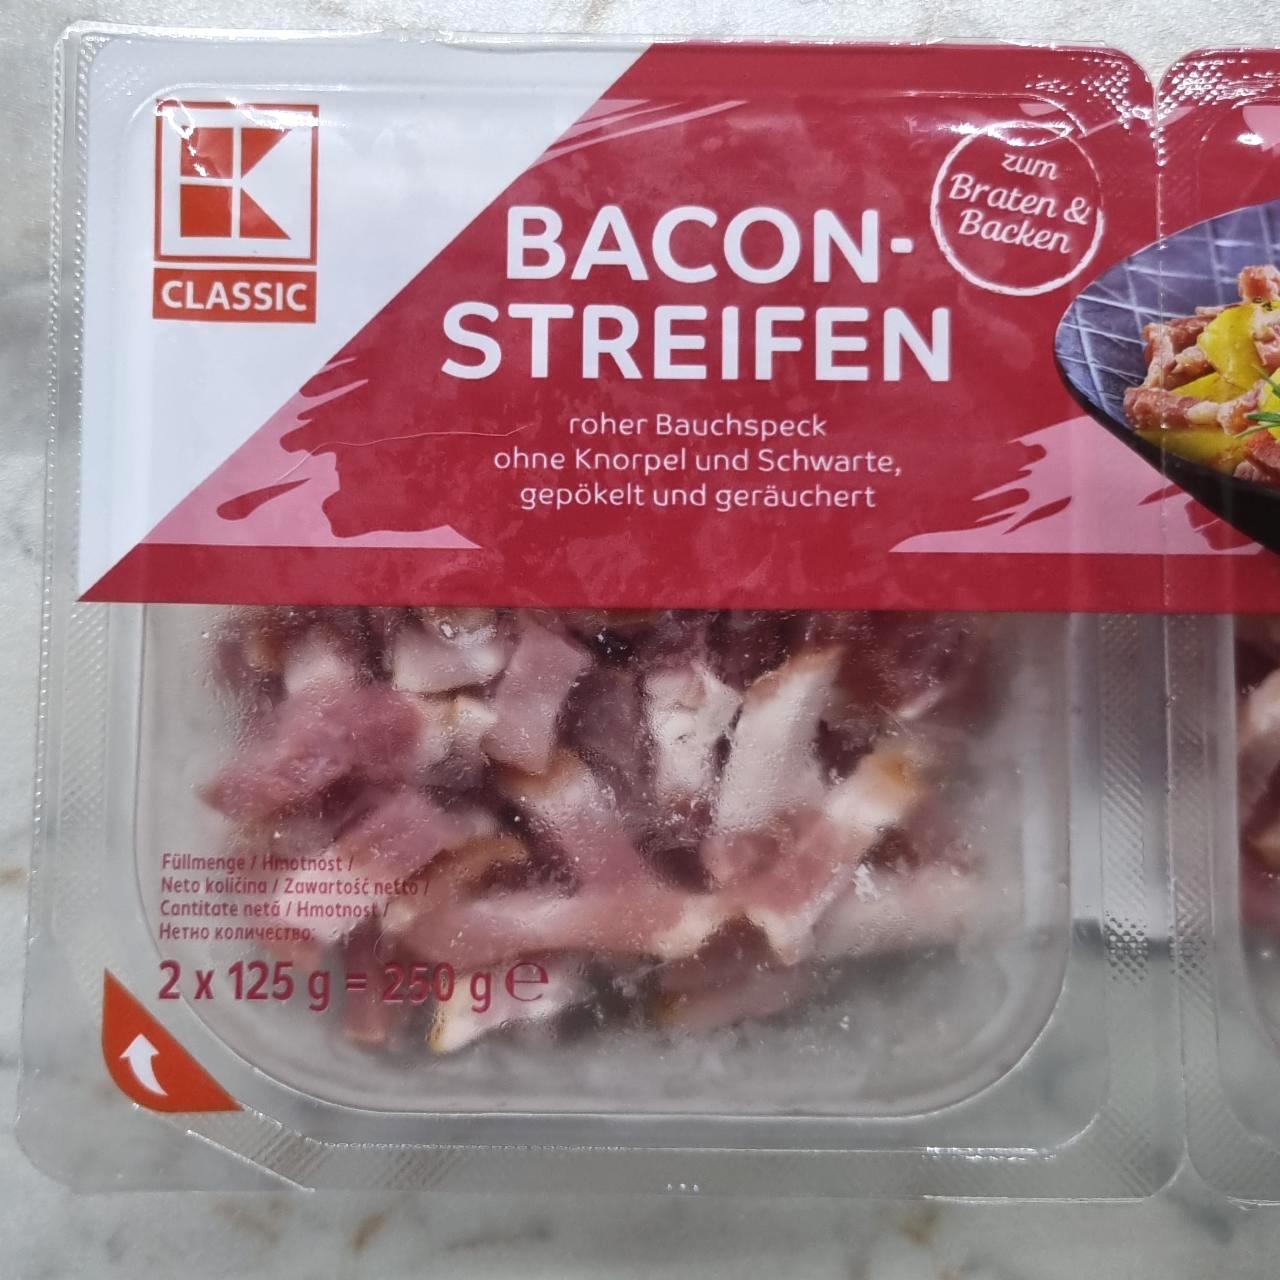 K
CLASSIC
BACON-
STREIFEN
zum
Braten &
Backen
roher Bauchspeck
ohne Knorpel und Schwarte,
gepökelt und geräuchert
Füllmenge / Hmotnost /
Neto količina / Zawartość netto /
Cantitate netă / Hmotnosť /
Нетно количество:
2 x 125 g = 250 g ℮